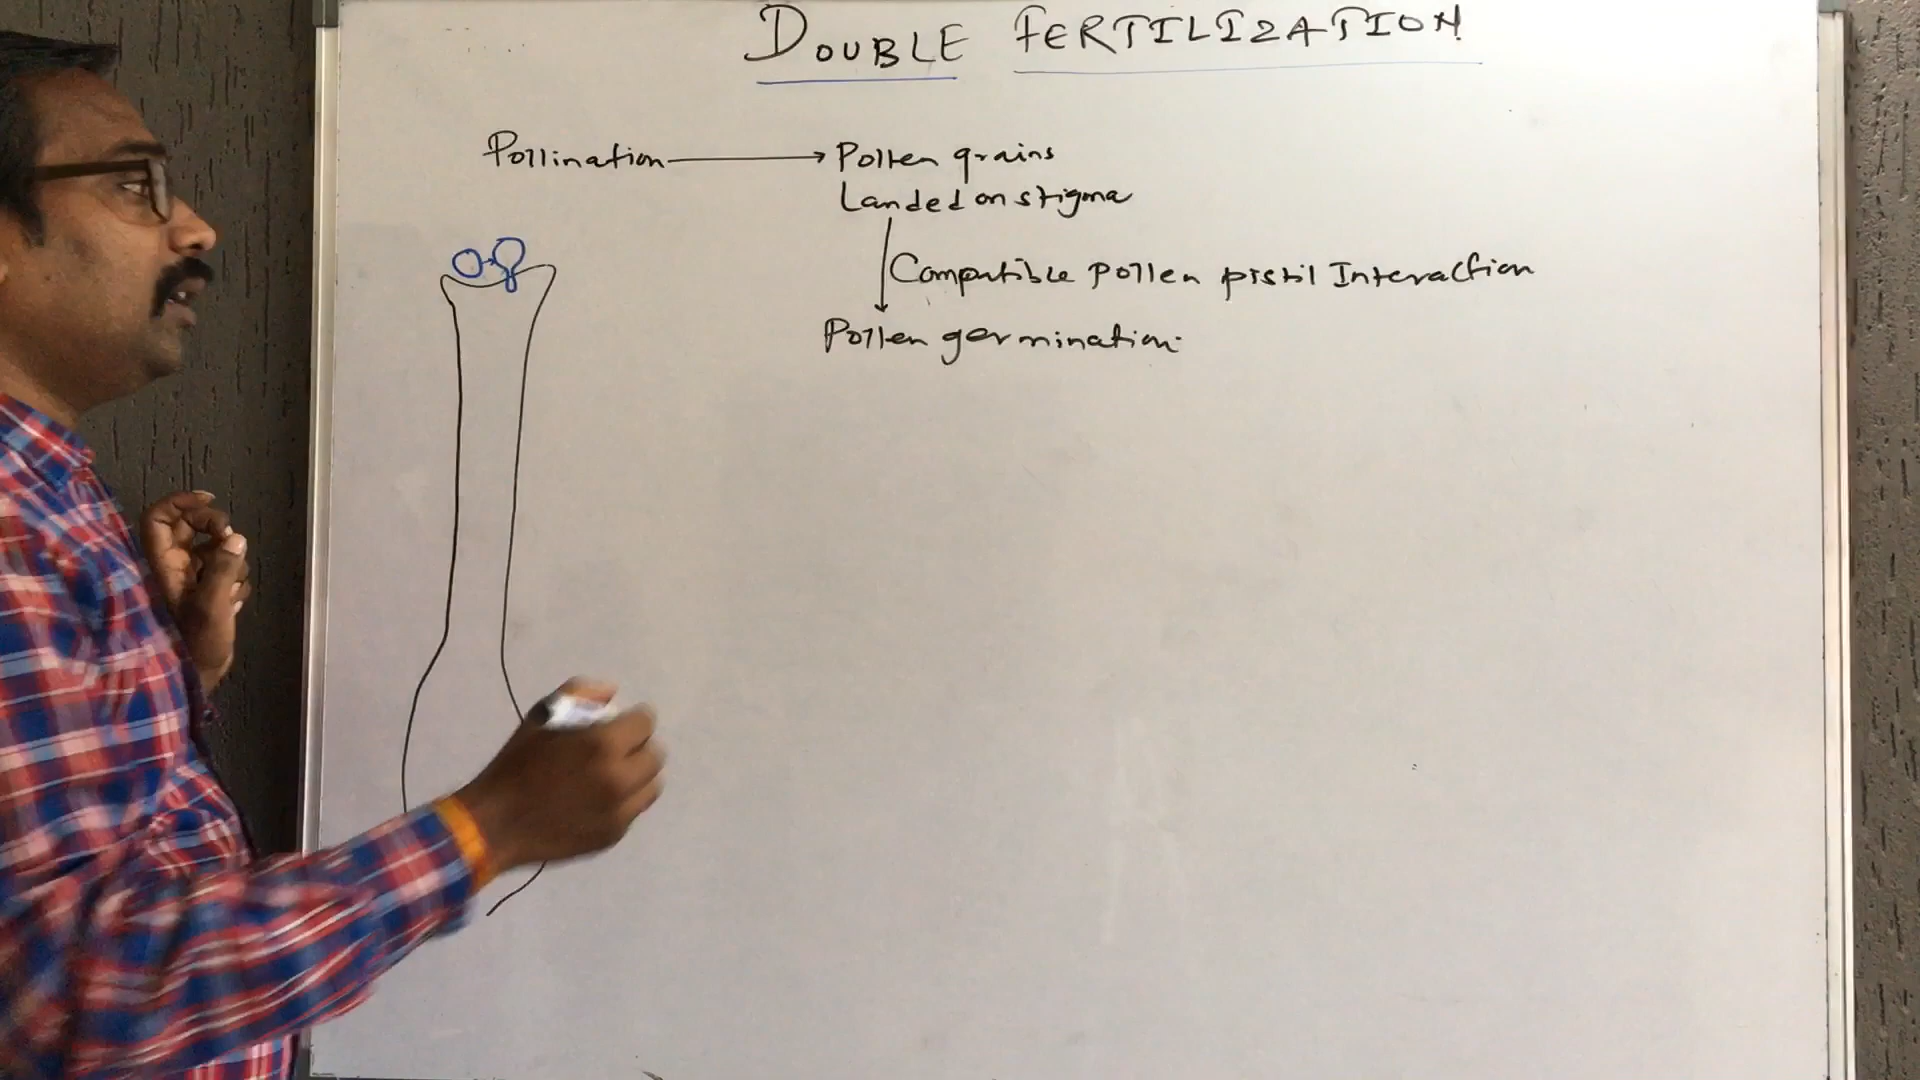 DOUBLE FERTILIZATION
Pollination → Pollen grains
Landed on stigma
Compatible pollen pistil Interaction
Pollen germination.